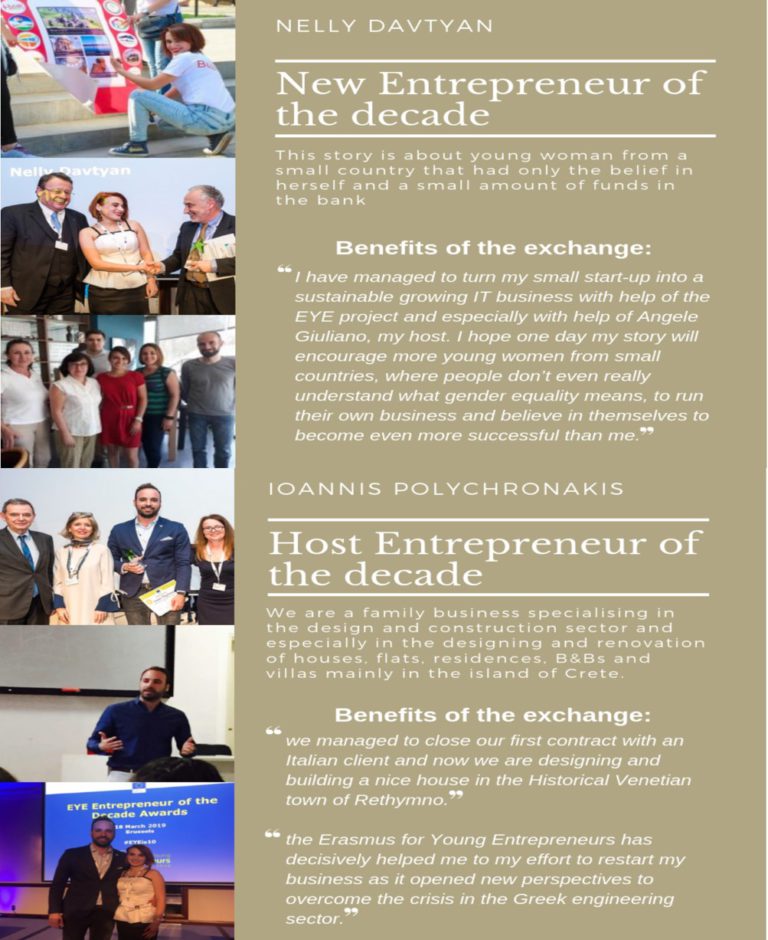 NELLY DAVTYAN
New Entrepreneur of
the decade
This story is about young woman from a
small country that had only the belief in
herself and a small amount of funds in
the bank
Benefits of the exchange:
“I have managed to turn my small start-up into a
sustainable growing IT business with help of the
EYE project and especially with help of Angele
Giuliano, my host. I hope one day my story will
encourage more young women from small
countries, where people don’t even really
understand what gender equality means, to run
their own business and believe in themselves to
become even more successful than me.”
Nelly Davtyan
IOANNIS POLYCHRONAKIS
Host Entrepreneur of
the decade
We are a family business specialising in
the design and construction sector and
especially in the designing and renovation
of houses, flats, residences, B&Bs and
villas mainly in the island of Crete.
Benefits of the exchange:
“we managed to close our first contract with an
Italian client and now we are designing and
building a nice house in the Historical Venetian
town of Rethymno.”
“the Erasmus for Young Entrepreneurs has
decisively helped me to my effort to restart my
business as it opened new perspectives to
overcome the crisis in the Greek engineering
sector.”
EYE Entrepreneur of the
Decade Awards
18 March 2019
Brussels
#EYEis10